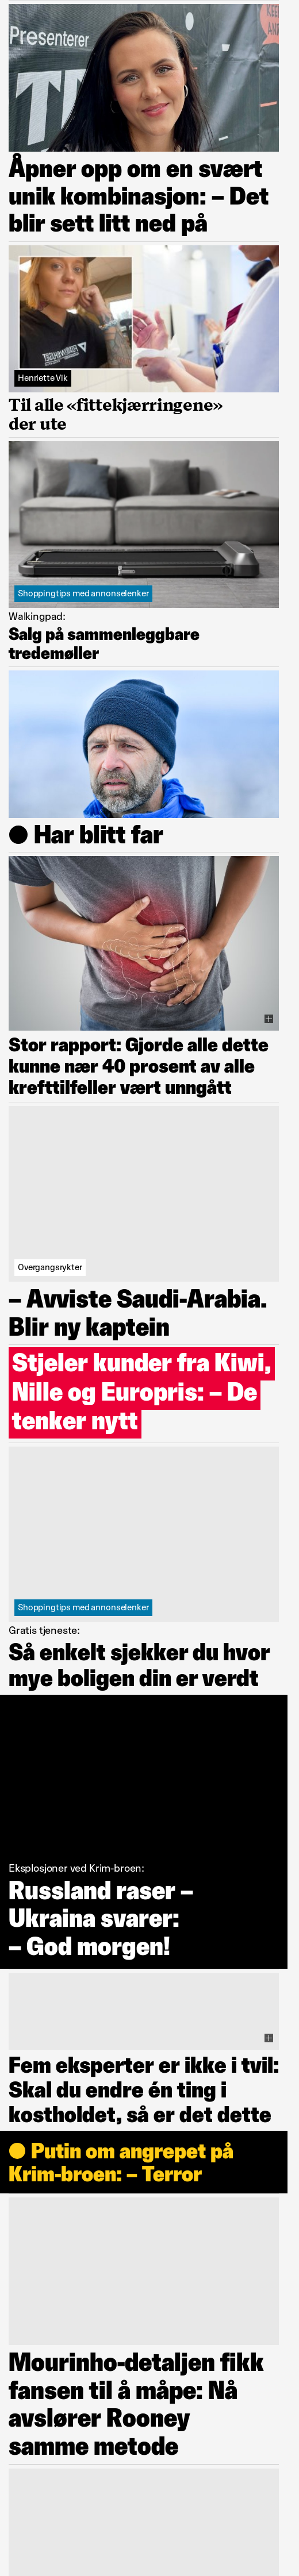 Presenterer
Åpner opp om en svært
unik kombinasjon: – Det
blir sett litt ned på
Henriette Vik
Til alle «fittekjærringene»
der ute
Shoppingtips med annonselenker
Walkingpad:
Salg på sammenleggbare
tredemøller
● Har blitt far
Stor rapport: Gjorde alle dette
kunne nær 40 prosent av alle
krefttilfeller vært unngått
Overgangsrykter
– Avviste Saudi-Arabia.
Blir ny kaptein
Stjeler kunder fra Kiwi,
Nille og Europris: – De
tenker nytt
Shoppingtips med annonselenker
Gratis tjeneste:
Så enkelt sjekker du hvor
mye boligen din er verdt
Eksplosjoner ved Krim-broen:
Russland raser –
Ukraina svarer:
– God morgen!
Fem eksperter er ikke i tvil:
Skal du endre én ting i
kostholdet, så er det dette
● Putin om angrepet på
Krim-broen: – Terror
Mourinho-detaljen fikk
fansen til å måpe: Nå
avslører Rooney
samme metode